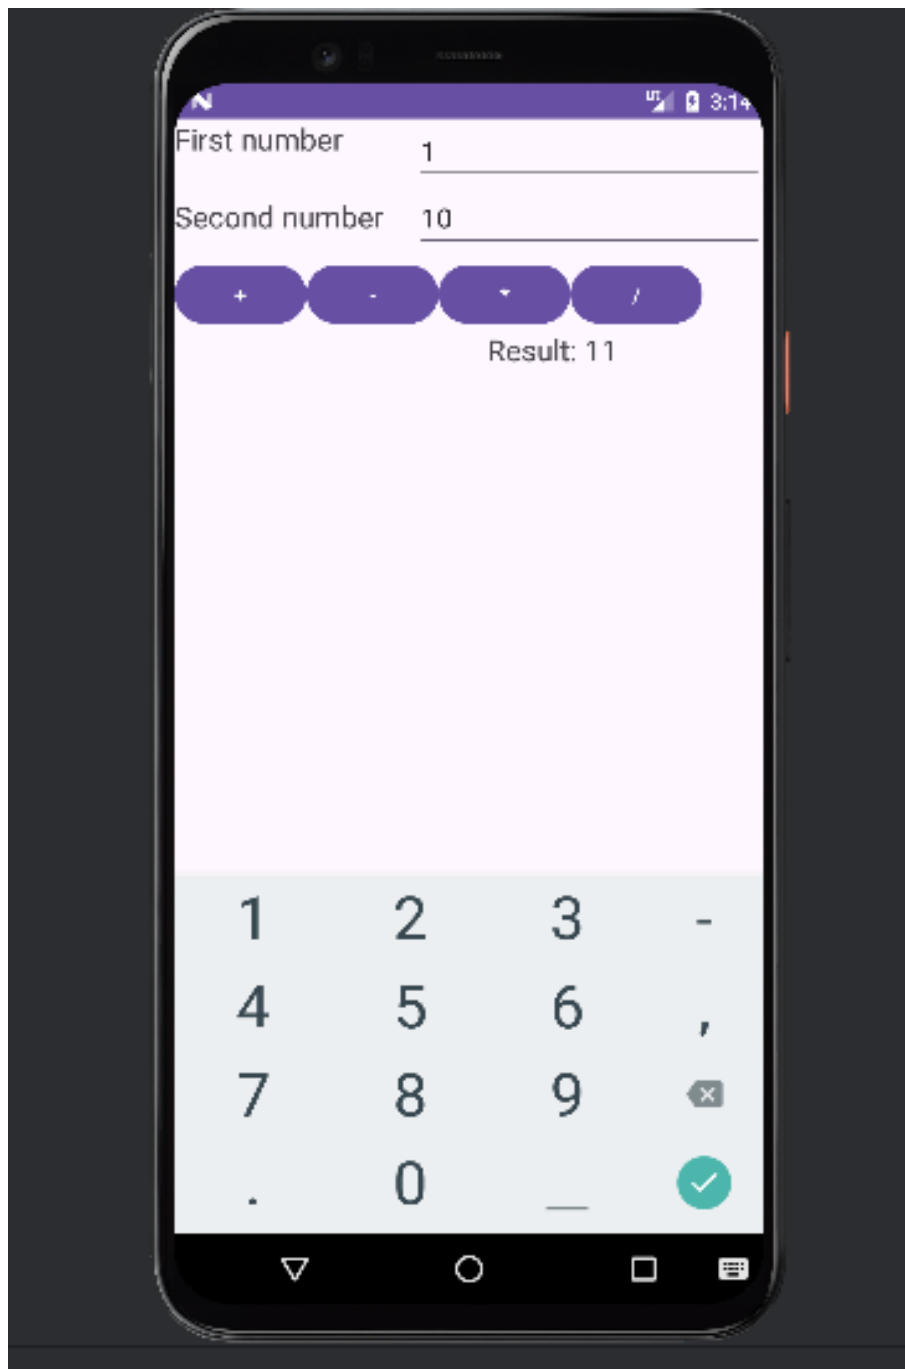 3:14
First number 1
Second number 10
+ - * /
Result: 11
1 2 3 -
4 5 6 ,
7 8 9
. 0 _